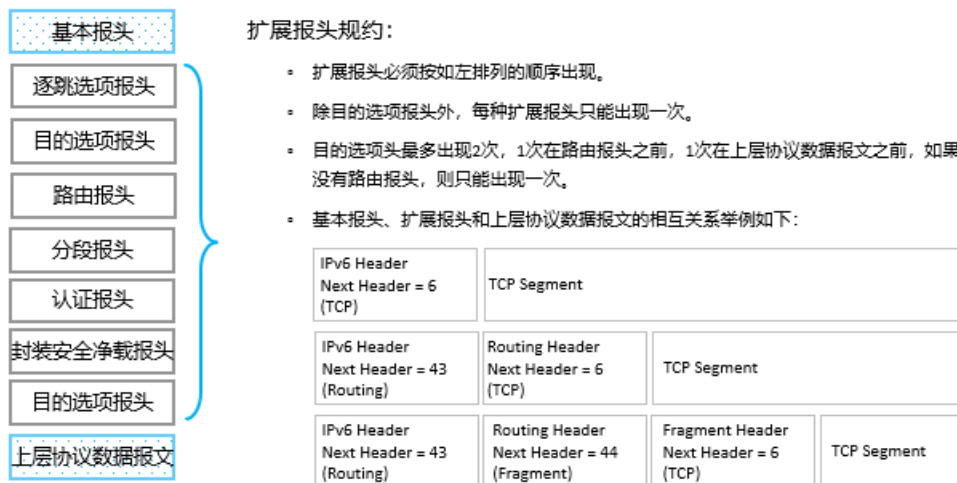 基本报头
逐跳选项报头
目的选项报头
路由报头
分段报头
认证报头
封装安全净载报头
目的选项报头
上层协议数据报文
扩展报头规约：
▫ 扩展报头必须按如左排列的顺序出现。
▫ 除目的选项报头外，每种扩展报头只能出现一次。
▫ 目的选项头最多出现2次，1次在路由报头之前，1次在上层协议数据报文之前，如果
没有路由报头，则只能出现一次。
▫ 基本报头、扩展报头和上层协议数据报文的相互关系举例如下：
IPv6 Header
Next Header = 6
(TCP)
TCP Segment
IPv6 Header
Next Header = 43
(Routing)
Routing Header
Next Header = 6
(TCP)
TCP Segment
IPv6 Header
Next Header = 43
(Routing)
Routing Header
Next Header = 44
(Fragment)
Fragment Header
Next Header = 6
(TCP)
TCP Segment